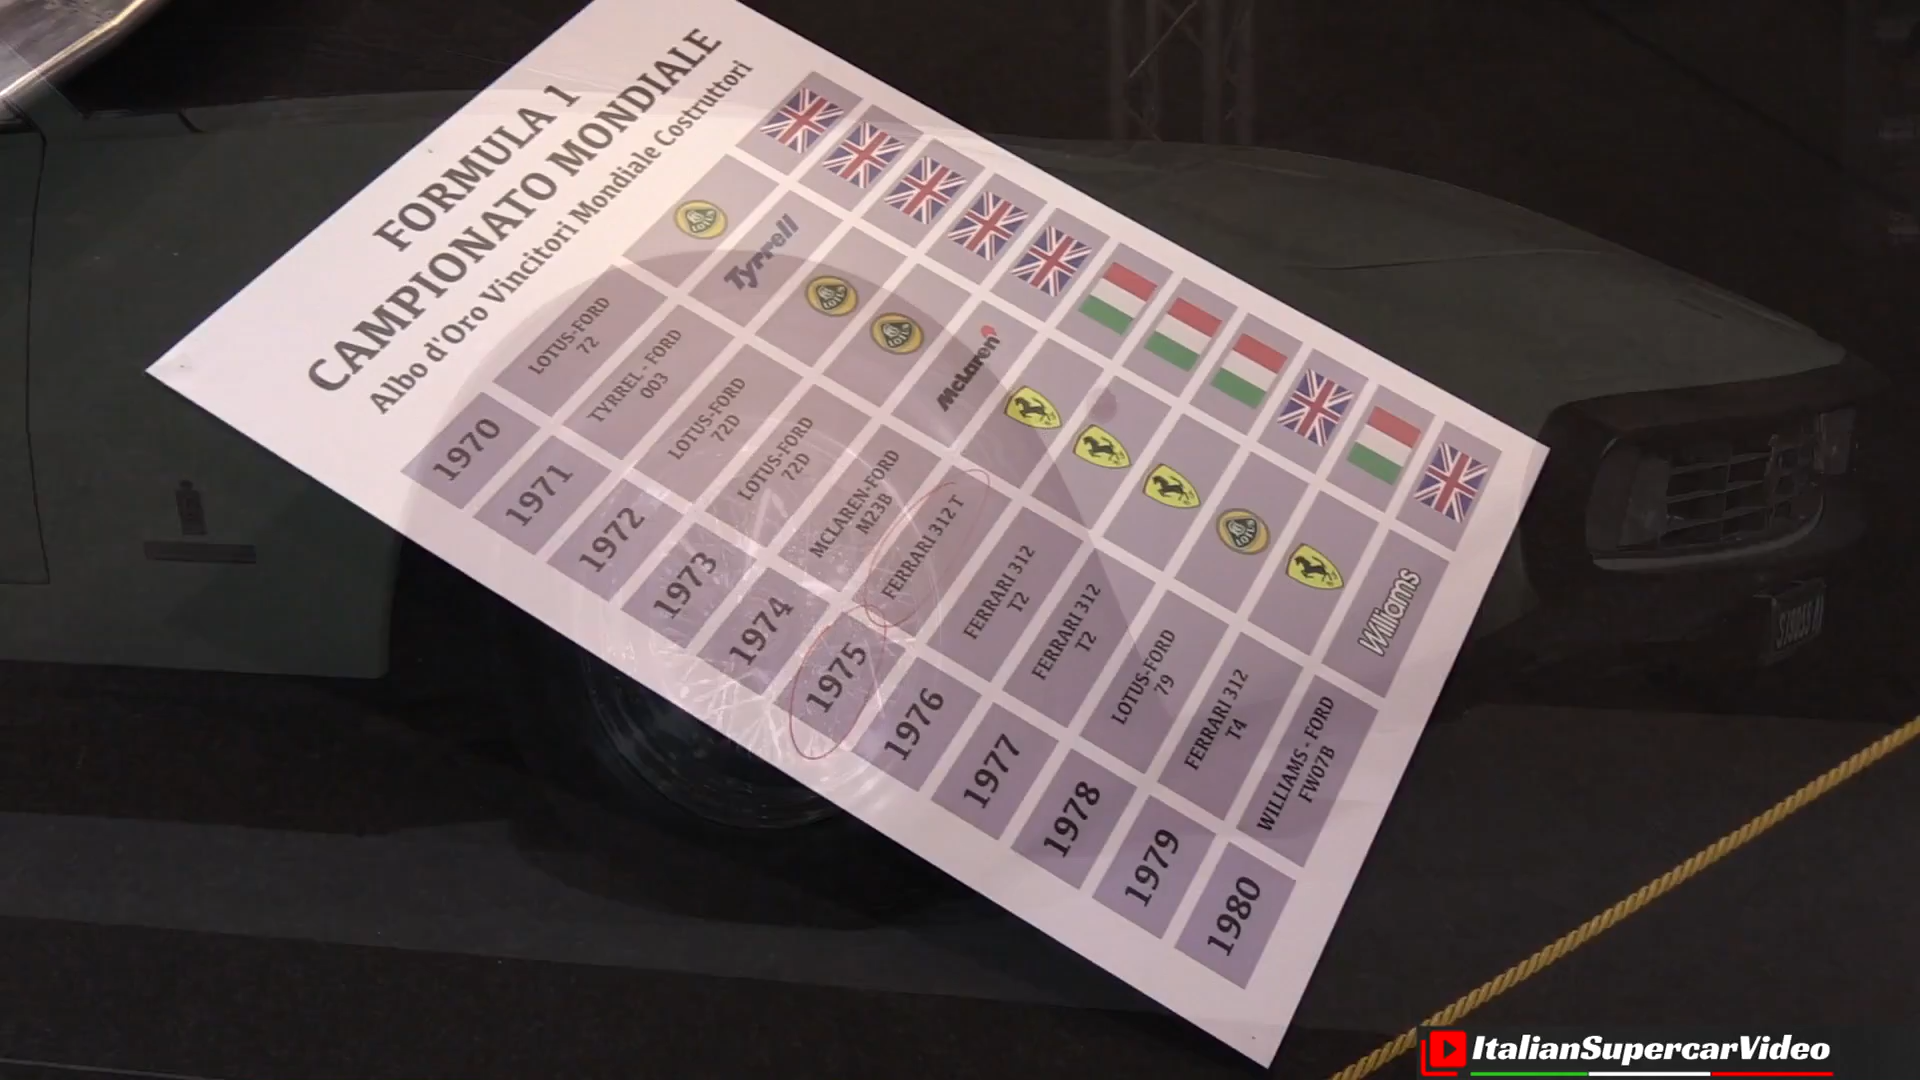 FORMULA 1
CAMPIONATO MONDIALE
Albo d'Oro Vincitori Mondiale Costruttori
1970
LOTUS-FORD
72
1971
TYRREL - FORD
003
Tyrrell
1972
LOTUS-FORD
72D
1973
LOTUS-FORD
72D
1974
MCLAREN-FORD
M23B
McLaren
1975
FERRARI 312 T
1976
FERRARI 312
T2
1977
FERRARI 312
T2
1978
LOTUS-FORD
79
1979
FERRARI 312
T4
1980
WILLIAMS - FORD
FW07B
Williams
ItalianSupercarVideo